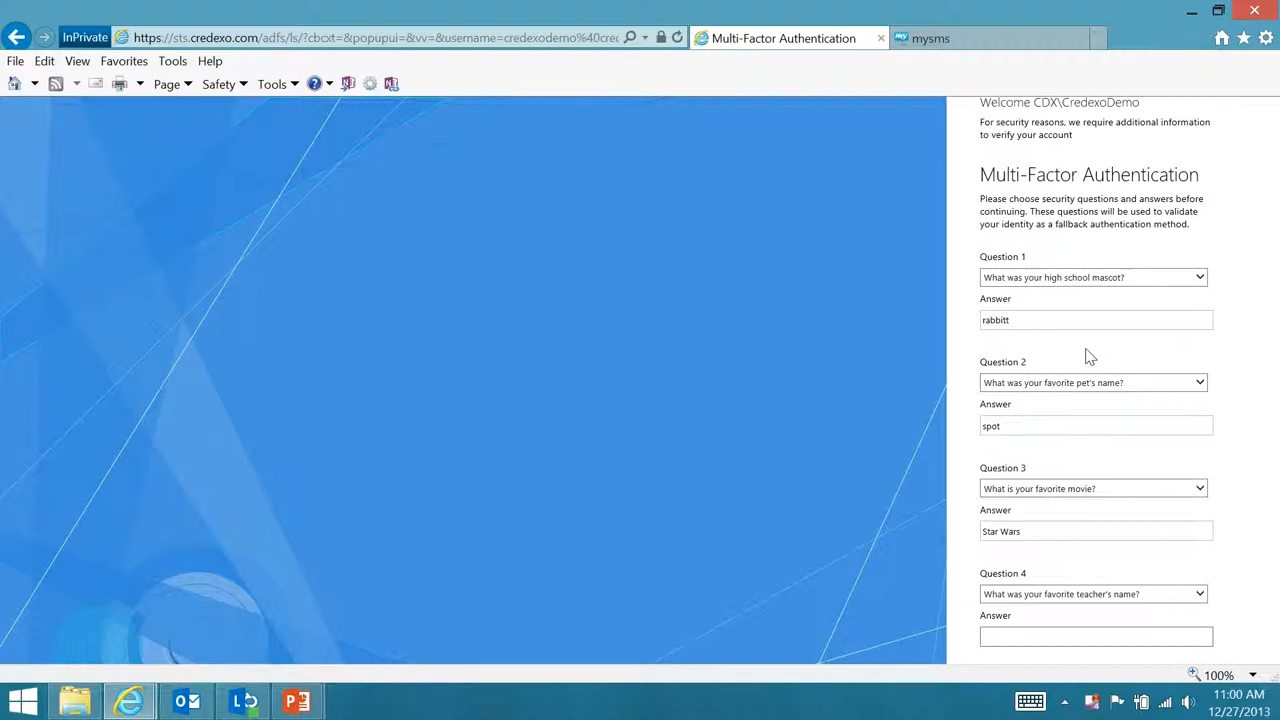 InPrivate
https://sts.credexo.com/adfs/ls/?cbcxt=&popupui=&vv=&username=credexodemo%40crec
Multi-Factor Authentication
mysms
File Edit View Favorites Tools Help
Page Safety Tools
Welcome CDX\CredexoDemo
For security reasons, we require additional information
to verify your account
Multi-Factor Authentication
Please choose security questions and answers before
continuing. These questions will be used to validate
your identity as a fallback authentication method.
Question 1
What was your high school mascot?
Answer
rabbitt
Question 2
What was your favorite pet's name?
Answer
spot
Question 3
What is your favorite movie?
Answer
Star Wars
Question 4
What was your favorite teacher's name?
Answer
100%
11:00 AM
12/27/2013